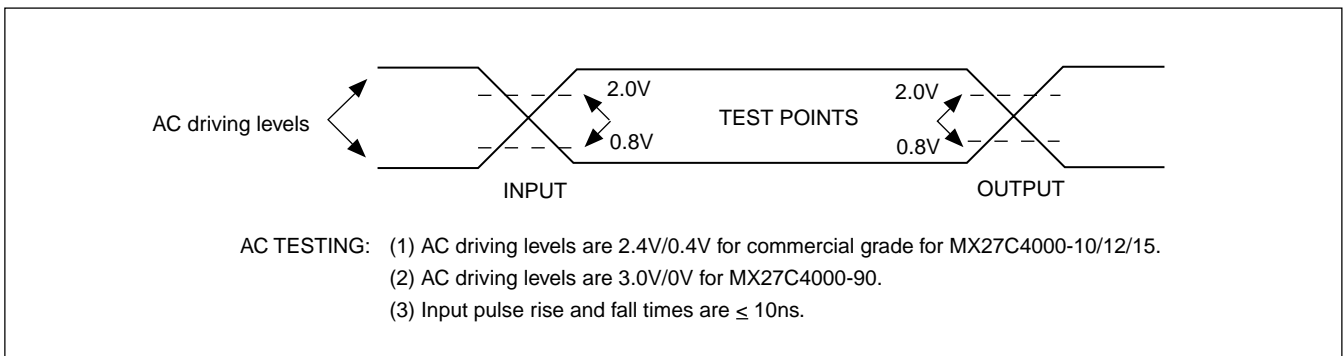 2.0V
2.0V
AC driving levels
TEST POINTS
0.8V
0.8V
INPUT
OUTPUT
AC TESTING: (1) AC driving levels are 2.4V/0.4V for commercial grade for MX27C4000-10/12/15.
(2) AC driving levels are 3.0V/0V for MX27C4000-90.
(3) Input pulse rise and fall times are ≤ 10ns.